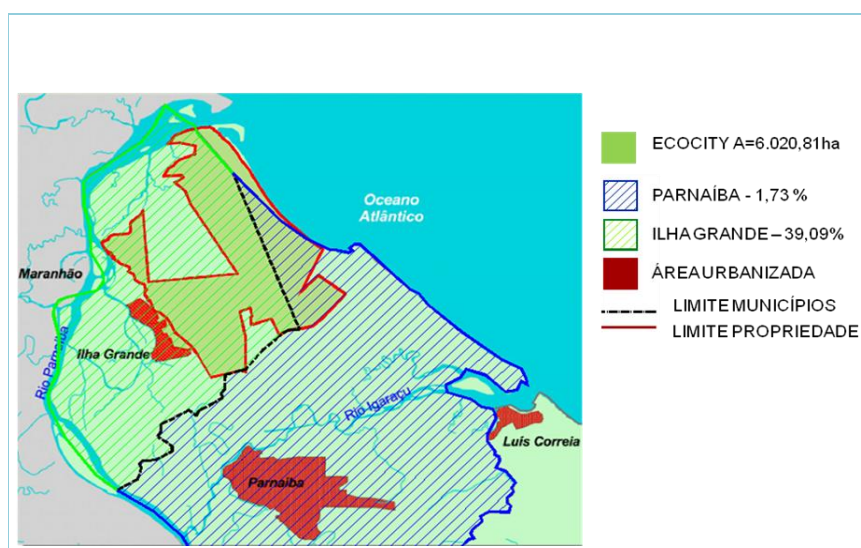 Oceano
Atlântico
Maranhão
Ilha Grande
Rio Parnaíba
Rio Igaraçu
Luís Correia
Parnaíba
ECOCITY A=6.020,81ha
PARNAÍBA - 1,73 %
ILHA GRANDE – 39,09%
ÁREA URBANIZADA
LIMITE MUNICÍPIOS
LIMITE PROPRIEDADE